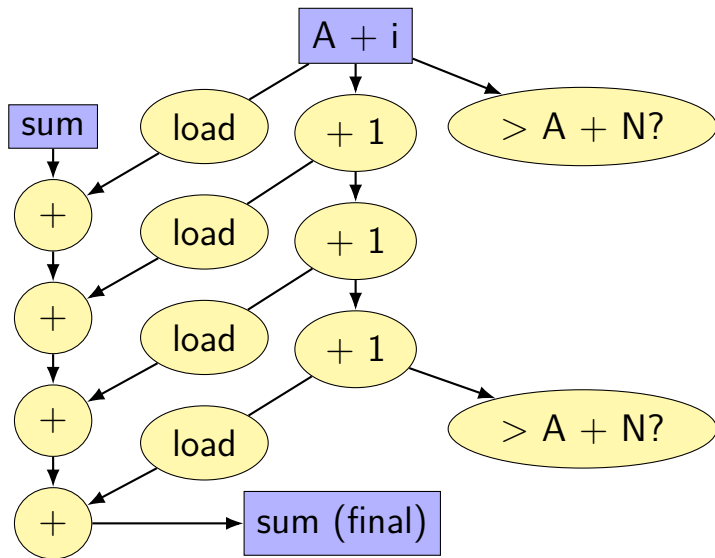 A + i
load
+ 1
> A + N?
sum
+
load
+ 1
+
load
+ 1
+
load
> A + N?
+
sum (final)